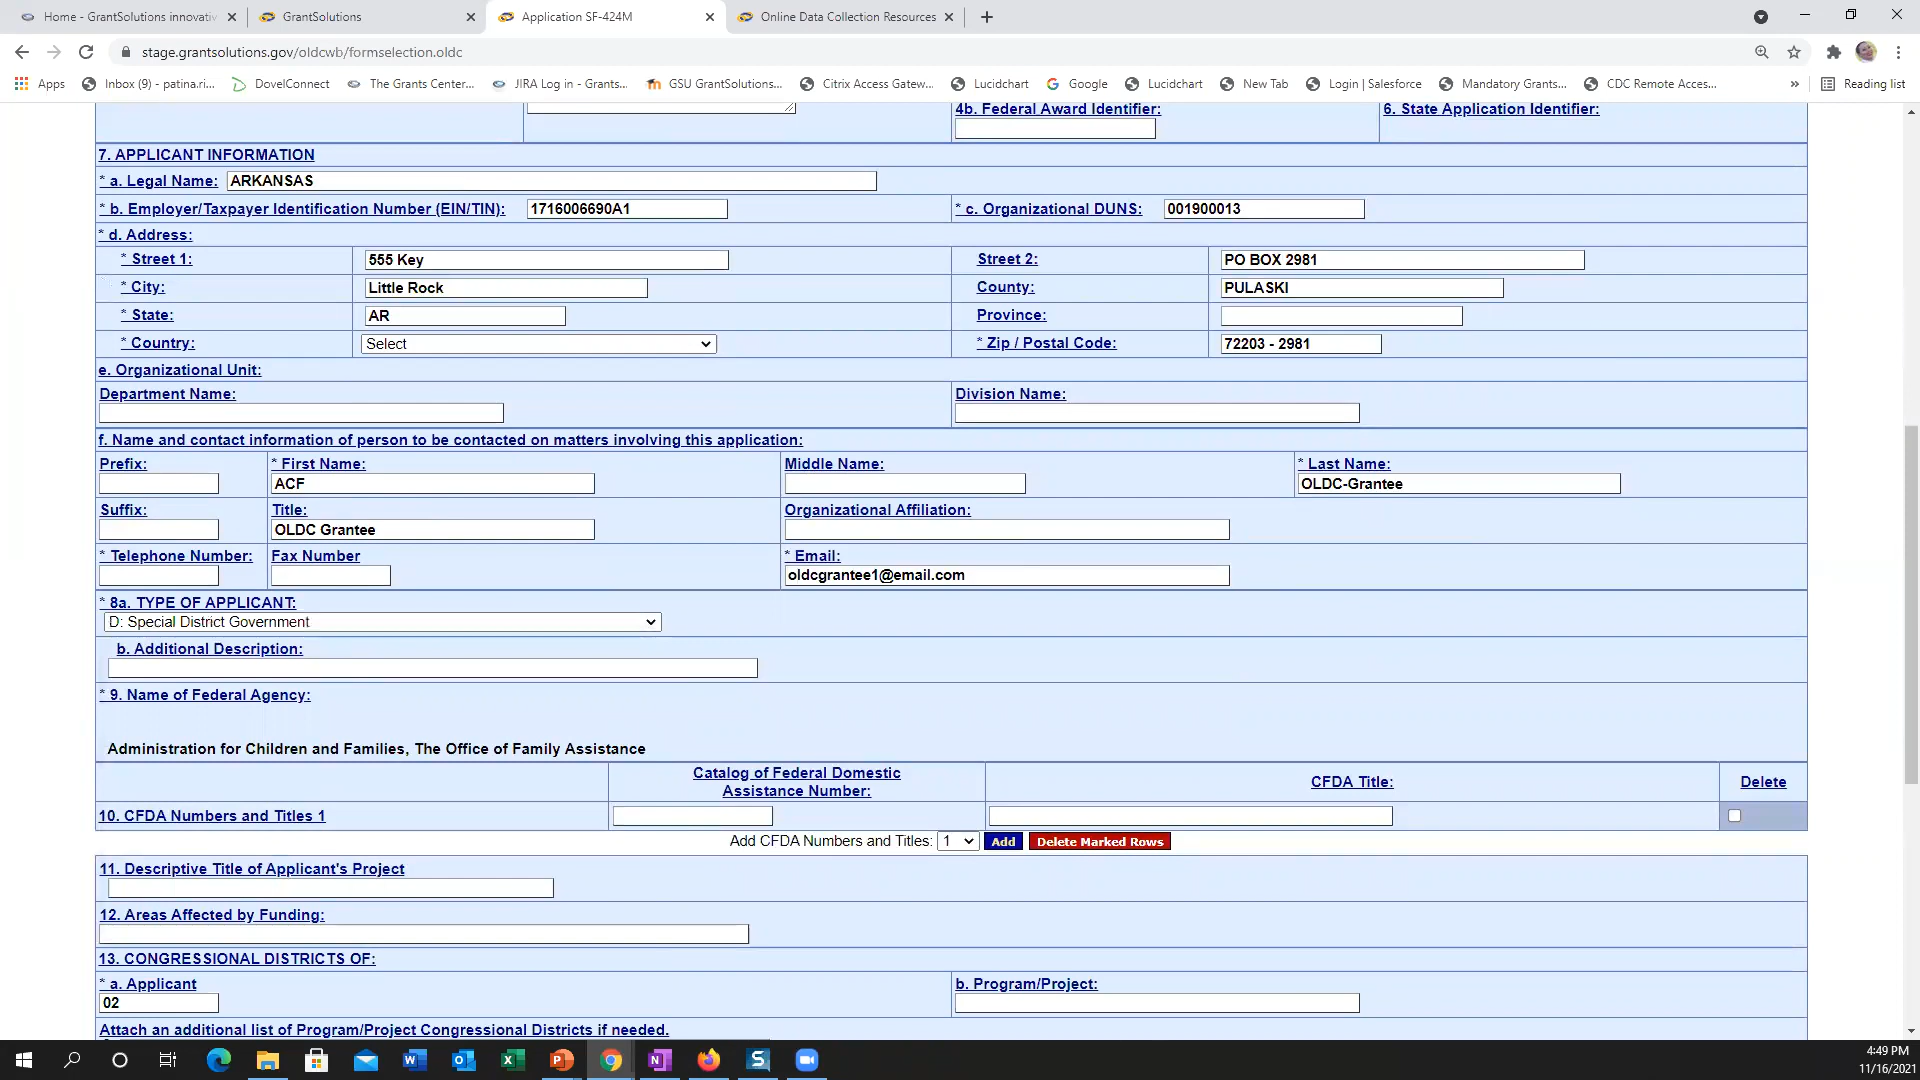 Home - GrantSolutions innovativ
GrantSolutions
Application SF-424M
Online Data Collection Resources
stage.grantsolutions.gov/oldcwb/formselection.oldc
Apps
Inbox (9) - patina.ri...
DovelConnect
The Grants Center...
JIRA Log in - Grants...
GSU GrantSolutions...
Citrix Access Gatew...
Lucidchart
Google
Lucidchart
New Tab
Login | Salesforce
Mandatory Grants...
CDC Remote Acces...
»
Reading list
4b. Federal Award Identifier:
6. State Application Identifier:
7. APPLICANT INFORMATION
* a. Legal Name: ARKANSAS
* b. Employer/Taxpayer Identification Number (EIN/TIN): 1716006690A1
* c. Organizational DUNS: 001900013
* d. Address:
* Street 1: 555 Key
Street 2: PO BOX 2981
* City: Little Rock
County: PULASKI
* State: AR
Province:
* Country: Select
* Zip / Postal Code: 72203 - 2981
e. Organizational Unit:
Department Name:
Division Name:
f. Name and contact information of person to be contacted on matters involving this application:
Prefix:
* First Name:
Middle Name:
* Last Name:
ACF
OLDC-Grantee
Suffix:
Title:
Organizational Affiliation:
OLDC Grantee
* Telephone Number:
Fax Number
* Email:
oldcgrantee1@email.com
* 8a. TYPE OF APPLICANT:
D: Special District Government
b. Additional Description:
* 9. Name of Federal Agency:
Administration for Children and Families, The Office of Family Assistance
Catalog of Federal Domestic
Assistance Number:
CFDA Title:
Delete
10. CFDA Numbers and Titles 1
Add CFDA Numbers and Titles: 1 Add Delete Marked Rows
11. Descriptive Title of Applicant's Project
12. Areas Affected by Funding:
13. CONGRESSIONAL DISTRICTS OF:
* a. Applicant
b. Program/Project:
02
Attach an additional list of Program/Project Congressional Districts if needed.
4:49 PM
11/16/2021